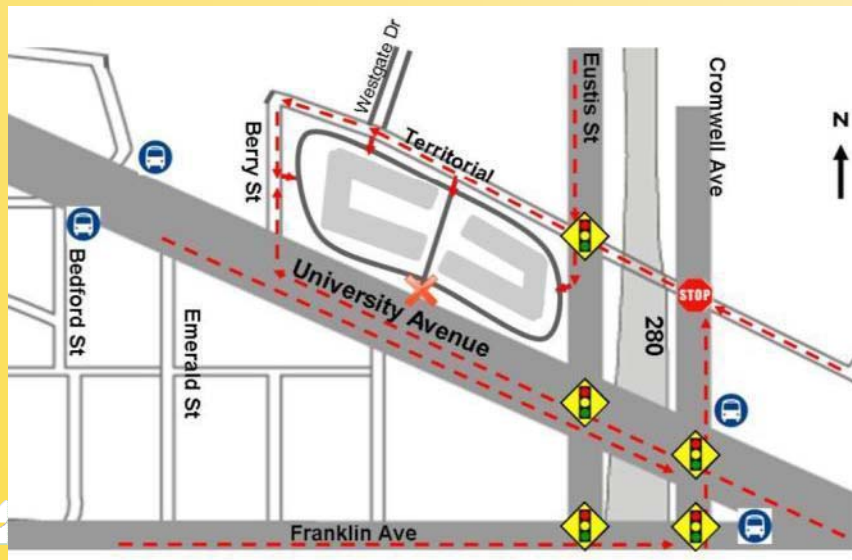 Westgate Dr
Eustis St
Cromwell Ave
N
Territorial
Berry St
STOP
Bedford St
University Avenue
Emerald St
280
Franklin Ave